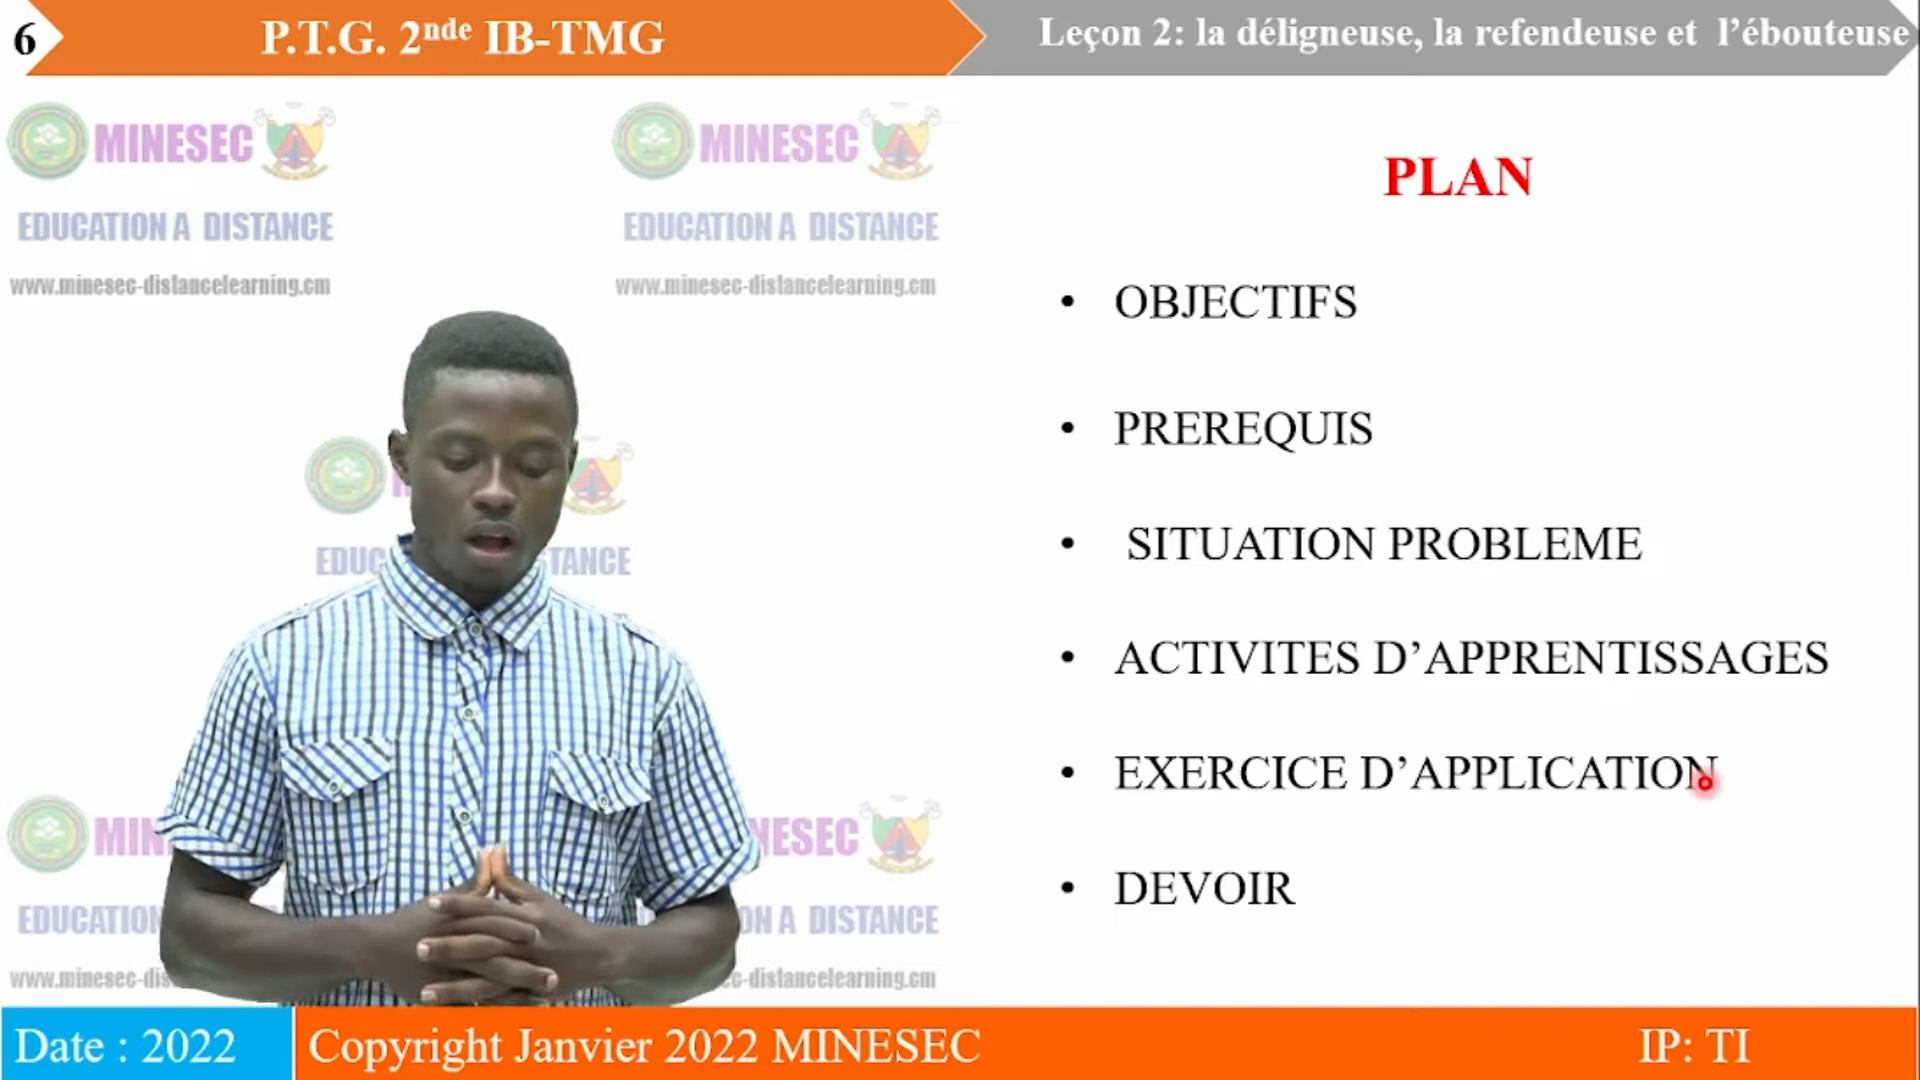 6
P.T.G. 2nde IB-TMG
Leçon 2: la déligneuse, la refendeuse et l’ébouteuse
MINESEC
EDUCATION A DISTANCE
www.minesec-distancelearning.cm
MINESEC
EDUCATION A DISTANCE
www.minesec-distancelearning.cm
PLAN
• OBJECTIFS
• PREREQUIS
• SITUATION PROBLEME
• ACTIVITES D’APPRENTISSAGES
• EXERCICE D’APPLICATION
• DEVOIR
Date : 2022
Copyright Janvier 2022 MINESEC
IP: TI